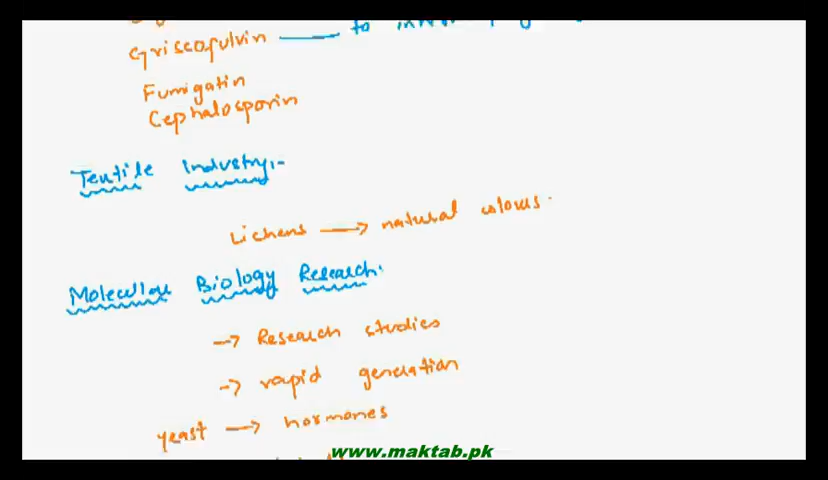 Griseofulvin —— to
Fumigatin
Cephalosporin
Textile Industry:-
Lichens → natural colours.
Molecular Biology Research:
→ Research studies
→ rapid generation
yeast → hormones
www.maktab.pk